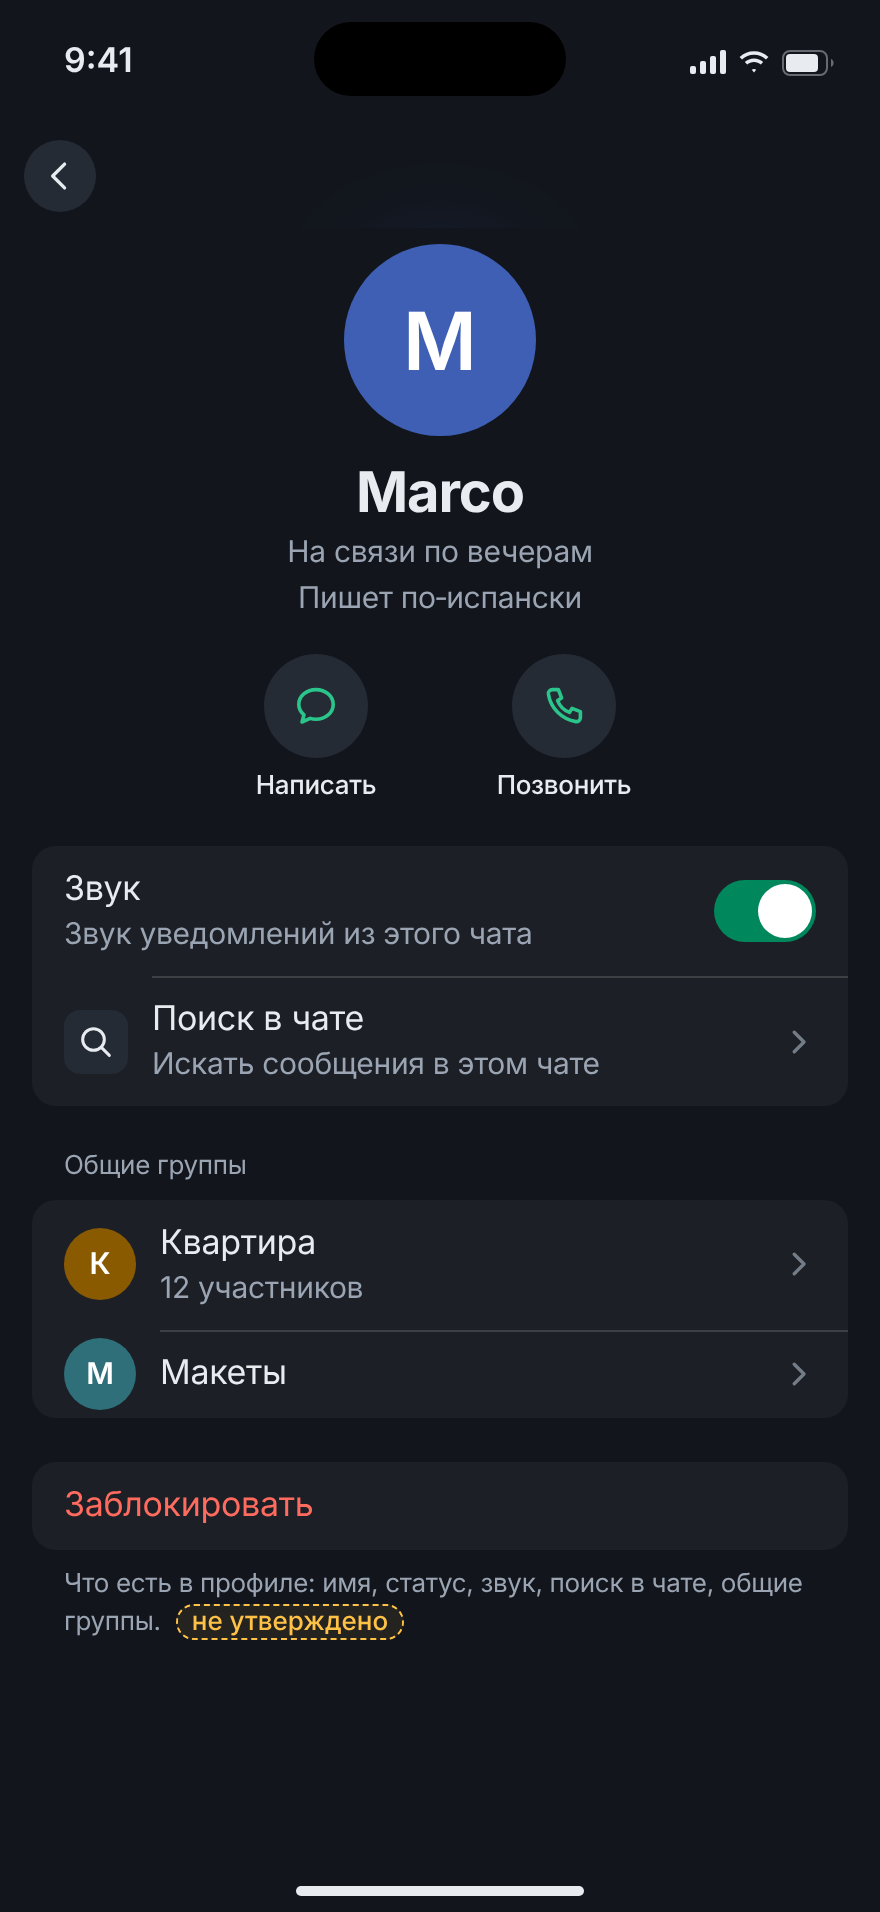 9:41
M
Marco
На связи по вечерам
Пишет по-испански
Написать
Позвонить
Звук
Звук уведомлений из этого чата
Поиск в чате
Искать сообщения в этом чате
Общие группы
К
Квартира
12 участников
М
Макеты
Заблокировать
Что есть в профиле: имя, статус, звук, поиск в чате, общие
группы. не утверждено